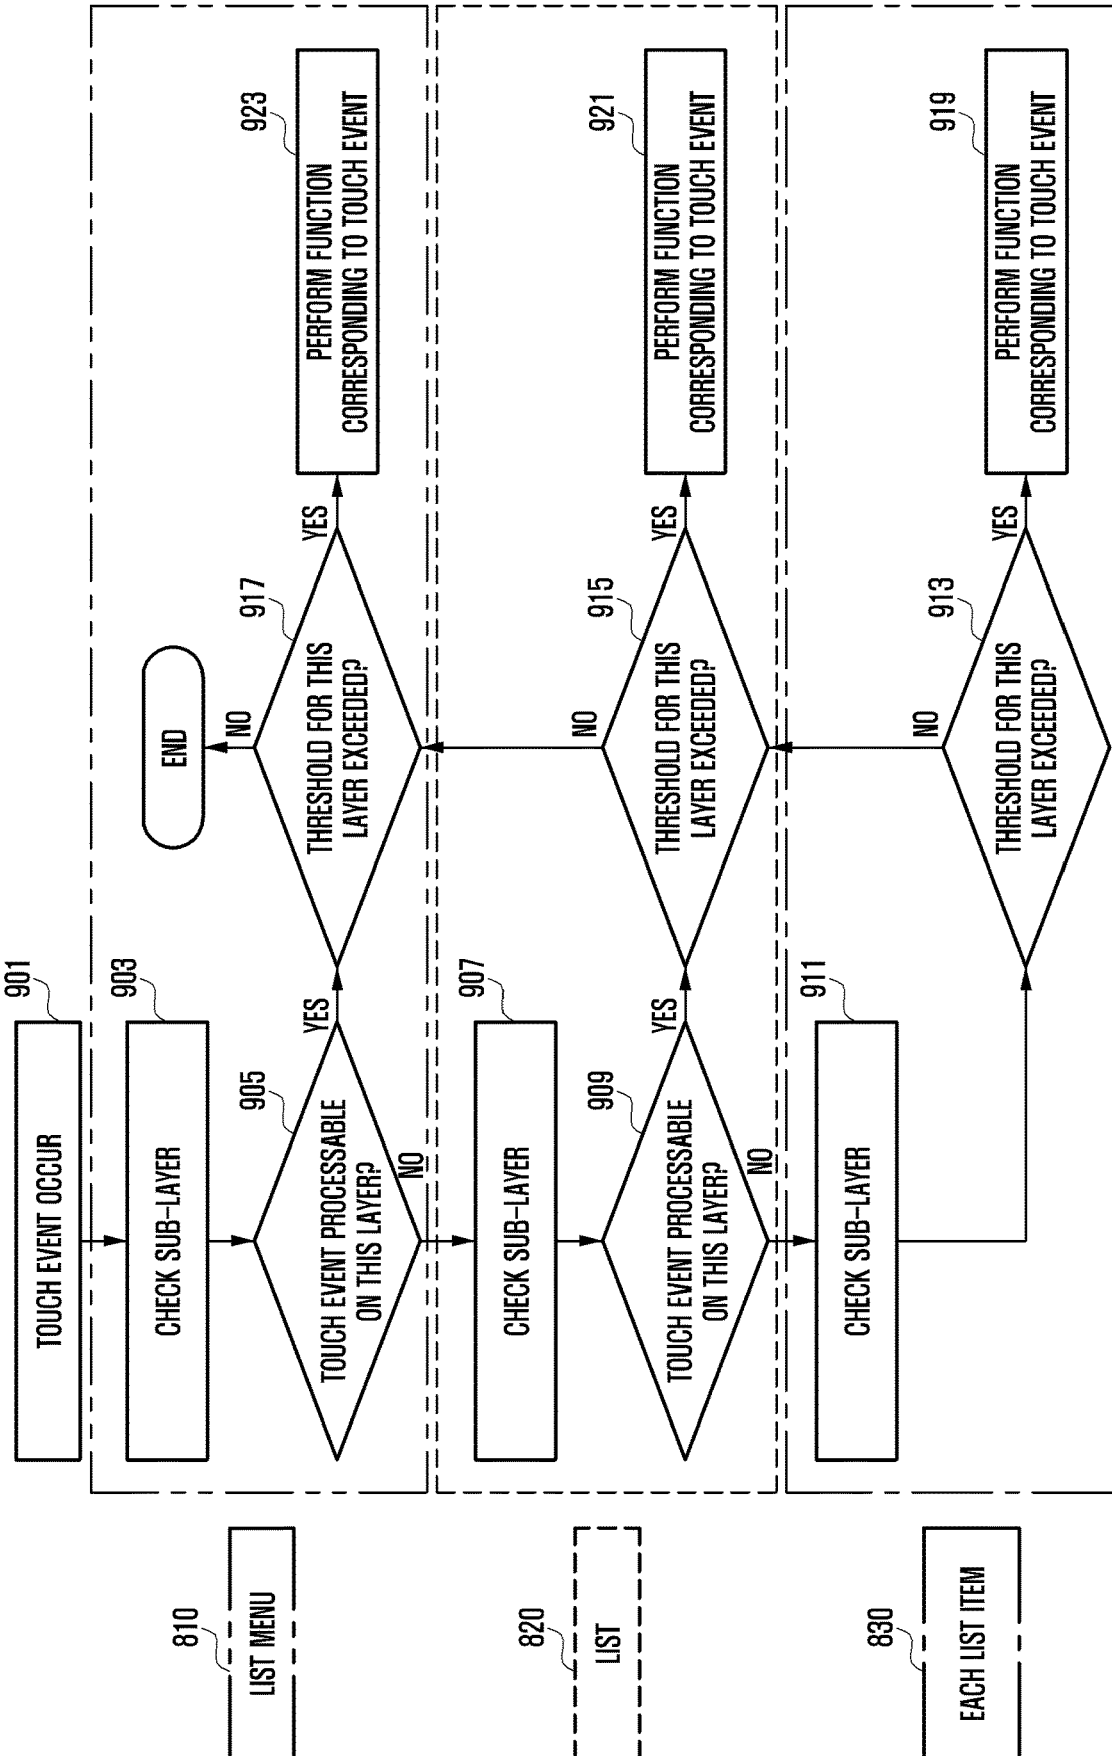 901
TOUCH EVENT OCCUR
810
LIST MENU
903
CHECK SUB-LAYER
END
905
TOUCH EVENT PROCESSABLE
ON THIS LAYER?
YES
NO
917
THRESHOLD FOR THIS
LAYER EXCEEDED?
NO
YES
923
PERFORM FUNCTION
CORRESPONDING TO TOUCH EVENT
820
LIST
907
CHECK SUB-LAYER
909
TOUCH EVENT PROCESSABLE
ON THIS LAYER?
YES
NO
915
THRESHOLD FOR THIS
LAYER EXCEEDED?
NO
YES
921
PERFORM FUNCTION
CORRESPONDING TO TOUCH EVENT
830
EACH LIST ITEM
911
CHECK SUB-LAYER
913
THRESHOLD FOR THIS
LAYER EXCEEDED?
NO
YES
919
PERFORM FUNCTION
CORRESPONDING TO TOUCH EVENT